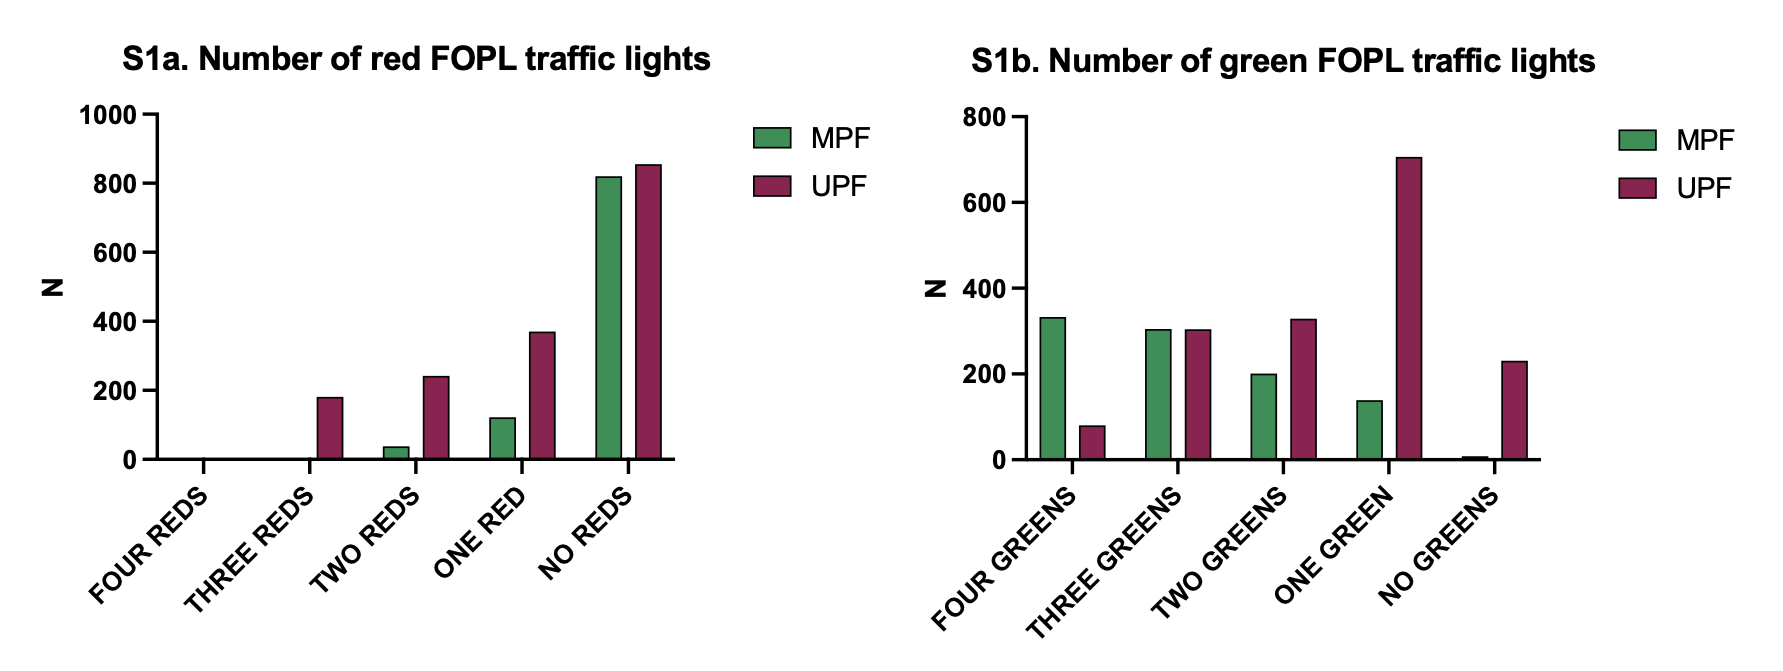 S1a. Number of red FOPL traffic lights
1000
800
600
400
200
0
N
FOUR REDS
THREE REDS
TWO REDS
ONE RED
NO REDS
MPF
UPF
S1b. Number of green FOPL traffic lights
800
600
400
200
0
N
FOUR GREENS
THREE GREENS
TWO GREENS
ONE GREEN
NO GREENS
MPF
UPF